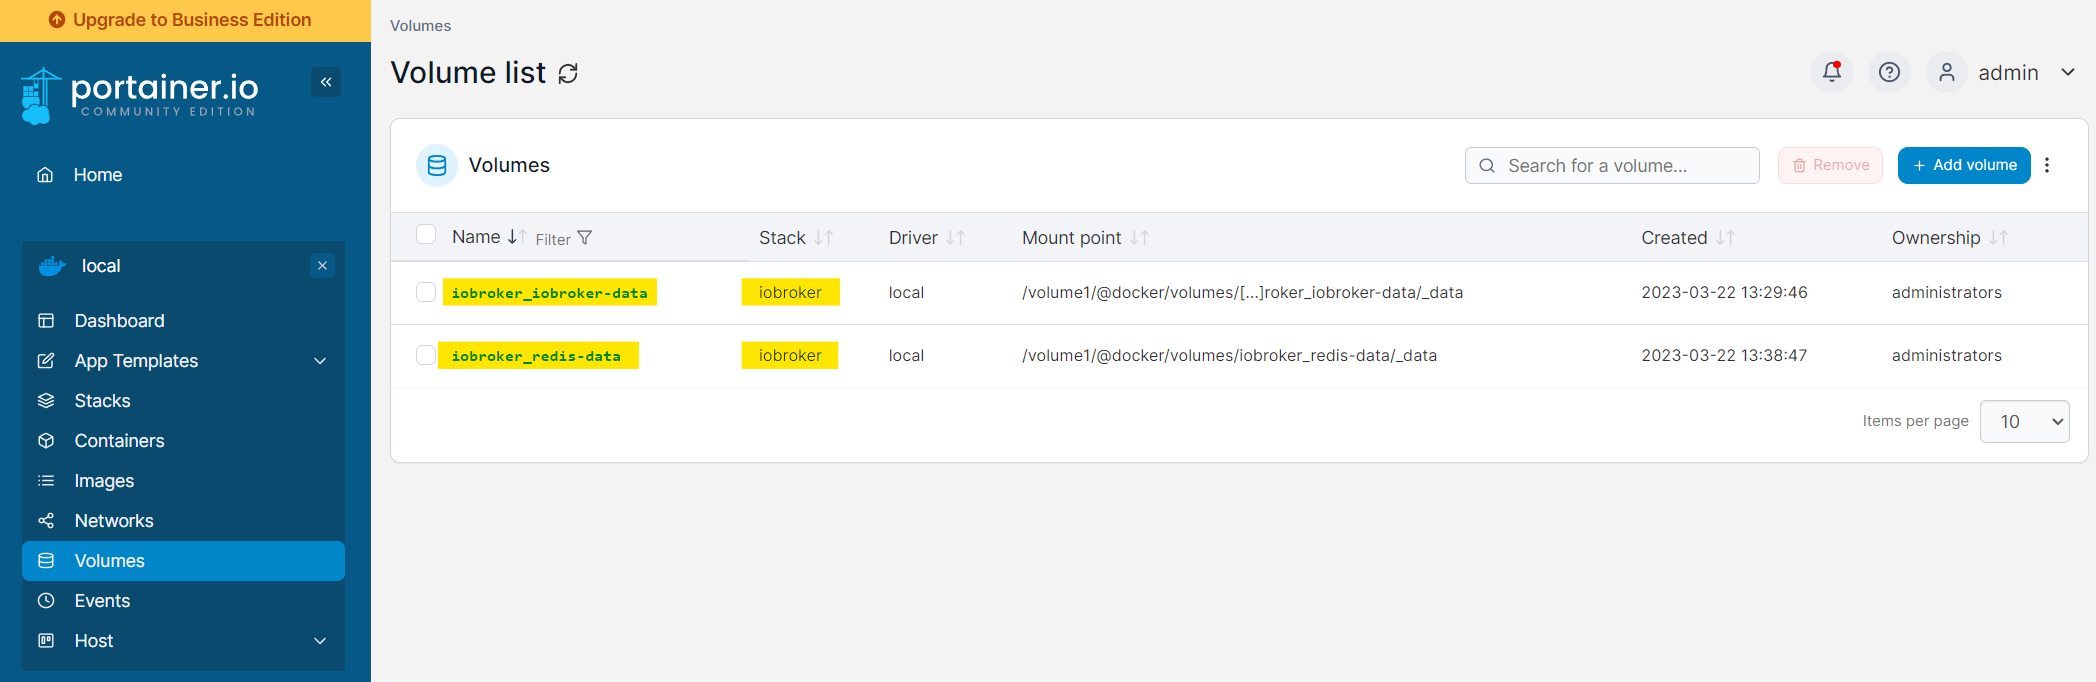 Upgrade to Business Edition
portainer.io
COMMUNITY EDITION
Home
local
Dashboard
App Templates
Stacks
Containers
Images
Networks
Volumes
Events
Host
Volumes
Volume list
admin
Volumes
Search for a volume...
Remove
Add volume
Name Filter Stack Driver Mount point Created Ownership
iobroker_iobroker-data iobroker local /volume1/@docker/volumes/[...]roker_iobroker-data/_data 2023-03-22 13:29:46 administrators
iobroker_redis-data iobroker local /volume1/@docker/volumes/iobroker_redis-data/_data 2023-03-22 13:38:47 administrators
Items per page 10